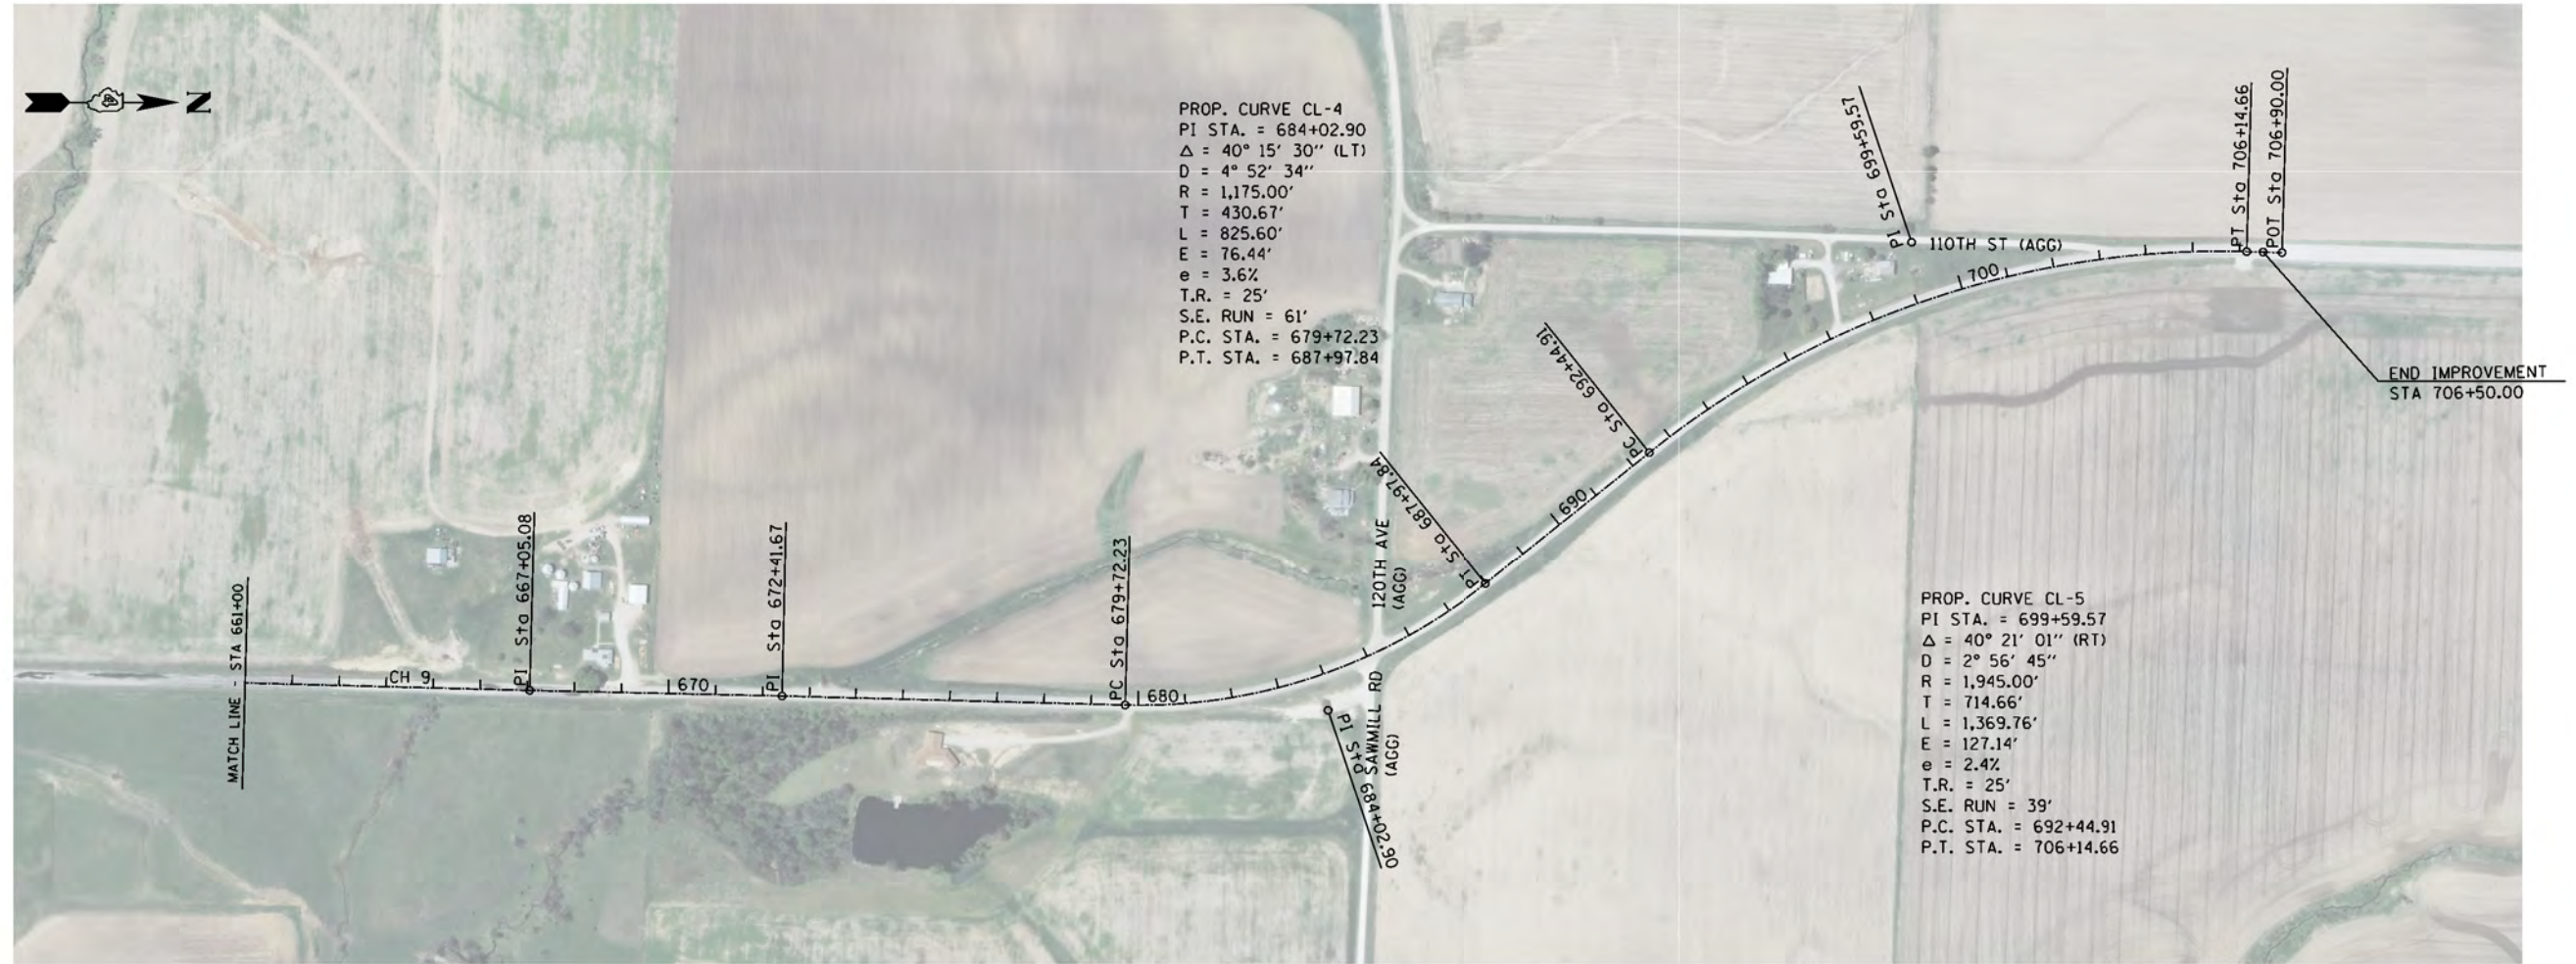 N
PROP. CURVE CL-4
PI STA. = 684+02.90
Δ = 40° 15' 30" (LT)
D = 4° 52' 34"
R = 1,175.00'
T = 430.67'
L = 825.60'
E = 76.44'
e = 3.6%
T.R. = 25'
S.E. RUN = 61'
P.C. STA. = 679+72.23
P.T. STA. = 687+97.84
MATCH LINE - STA 661+00
CH 9
PI Sta 667+05.08
670
PI Sta 672+41.67
PC Sta 679+72.23
680
PI Sta 684+02.90
120TH AVE
(AGG)
SAWMILL RD
(AGG)
PT Sta 687+97.84
690
PC Sta 692+44.91
PI Sta 699+59.57
110TH ST (AGG)
700
PT Sta 706+14.66
POT Sta 706+90.00
END IMPROVEMENT
STA 706+50.00
PROP. CURVE CL-5
PI STA. = 699+59.57
Δ = 40° 21' 01" (RT)
D = 2° 56' 45"
R = 1,945.00'
T = 714.66'
L = 1,369.76'
E = 127.14'
e = 2.4%
T.R. = 25'
S.E. RUN = 39'
P.C. STA. = 692+44.91
P.T. STA. = 706+14.66